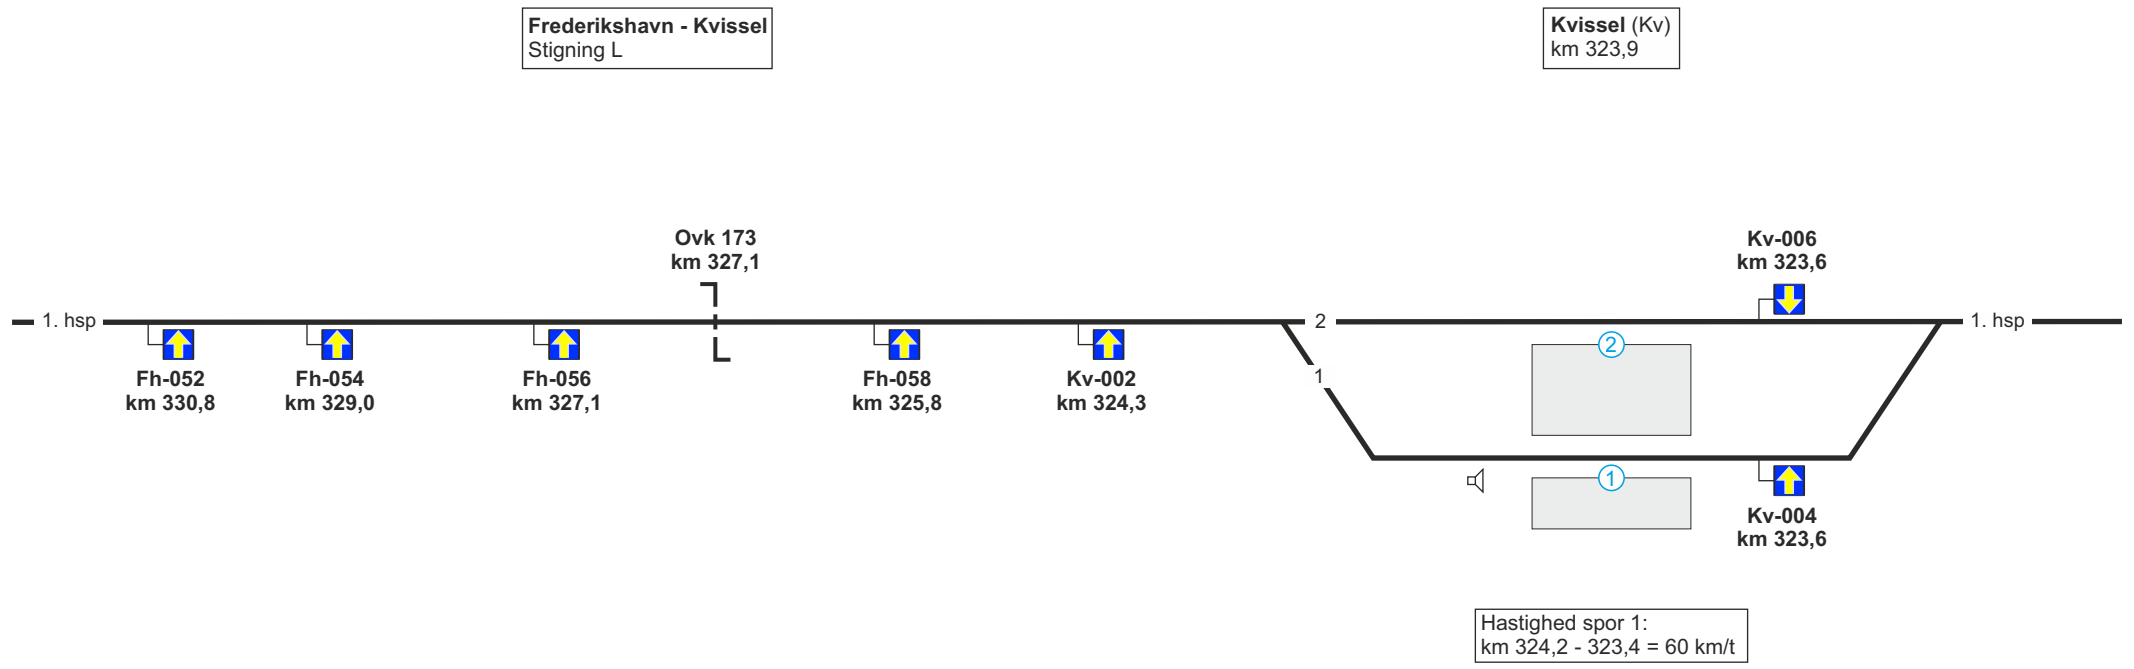 Frederikshavn - Kvissel
Stigning L
Kvissel (Kv)
km 323,9
Ovk 173
km 327,1
Kv-006
km 323,6
1. hsp
2
1. hsp
Fh-052
km 330,8
Fh-054
km 329,0
Fh-056
km 327,1
Fh-058
km 325,8
Kv-002
km 324,3
1
2
1
Kv-004
km 323,6
Hastighed spor 1:
km 324,2 - 323,4 = 60 km/t